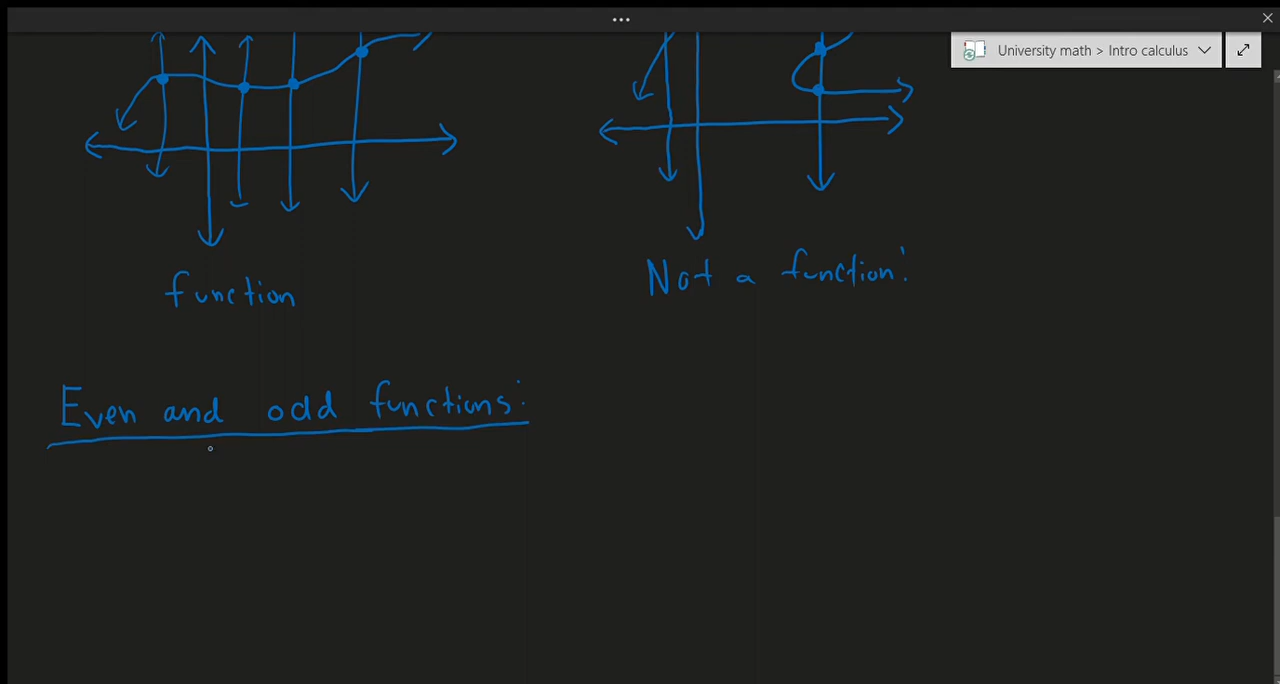 University math > Intro calculus
Not a function!
function
Even and odd functions: